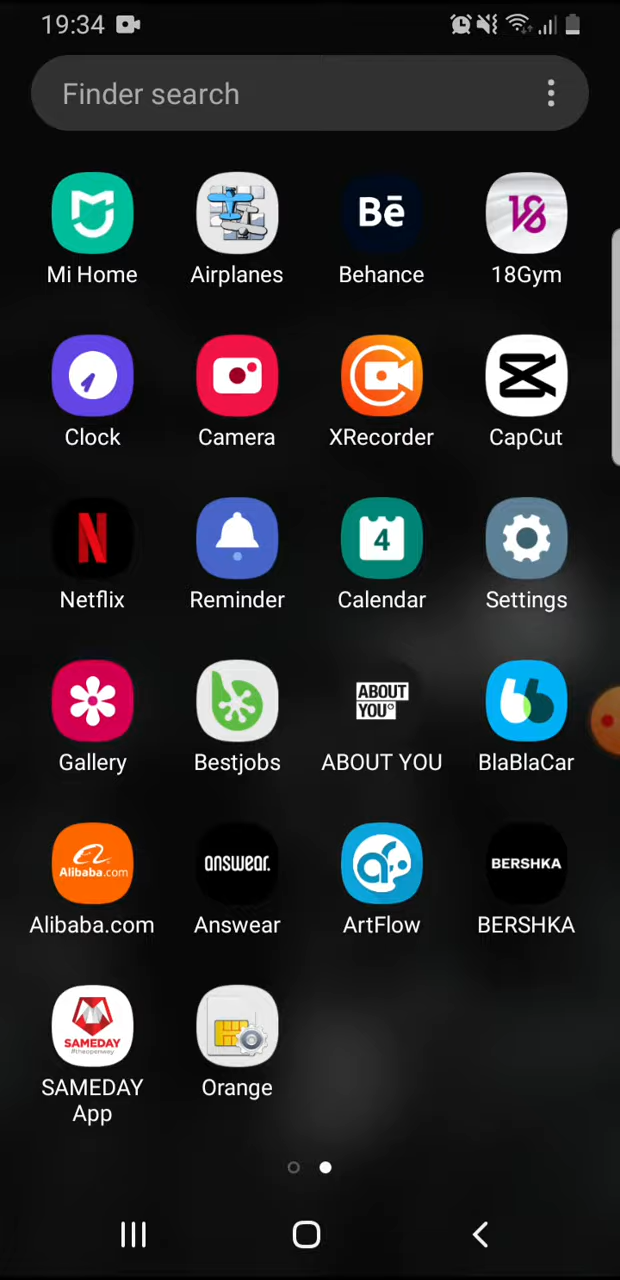 19:34
Finder search
18
Mi Home
Airplanes
Bē
Behance
18Gym
Clock
Camera
XRecorder
CapCut
N
4
Netflix
Reminder
Calendar
Settings
ABOUT
YOU°
Gallery
Bestjobs
ABOUT YOU
BlaBlaCar
Alibaba.com
answear.
BERSHKA
Alibaba.com
Answear
ArtFlow
BERSHKA
SAMEDAY
#theopenway
SAMEDAY
App
Orange